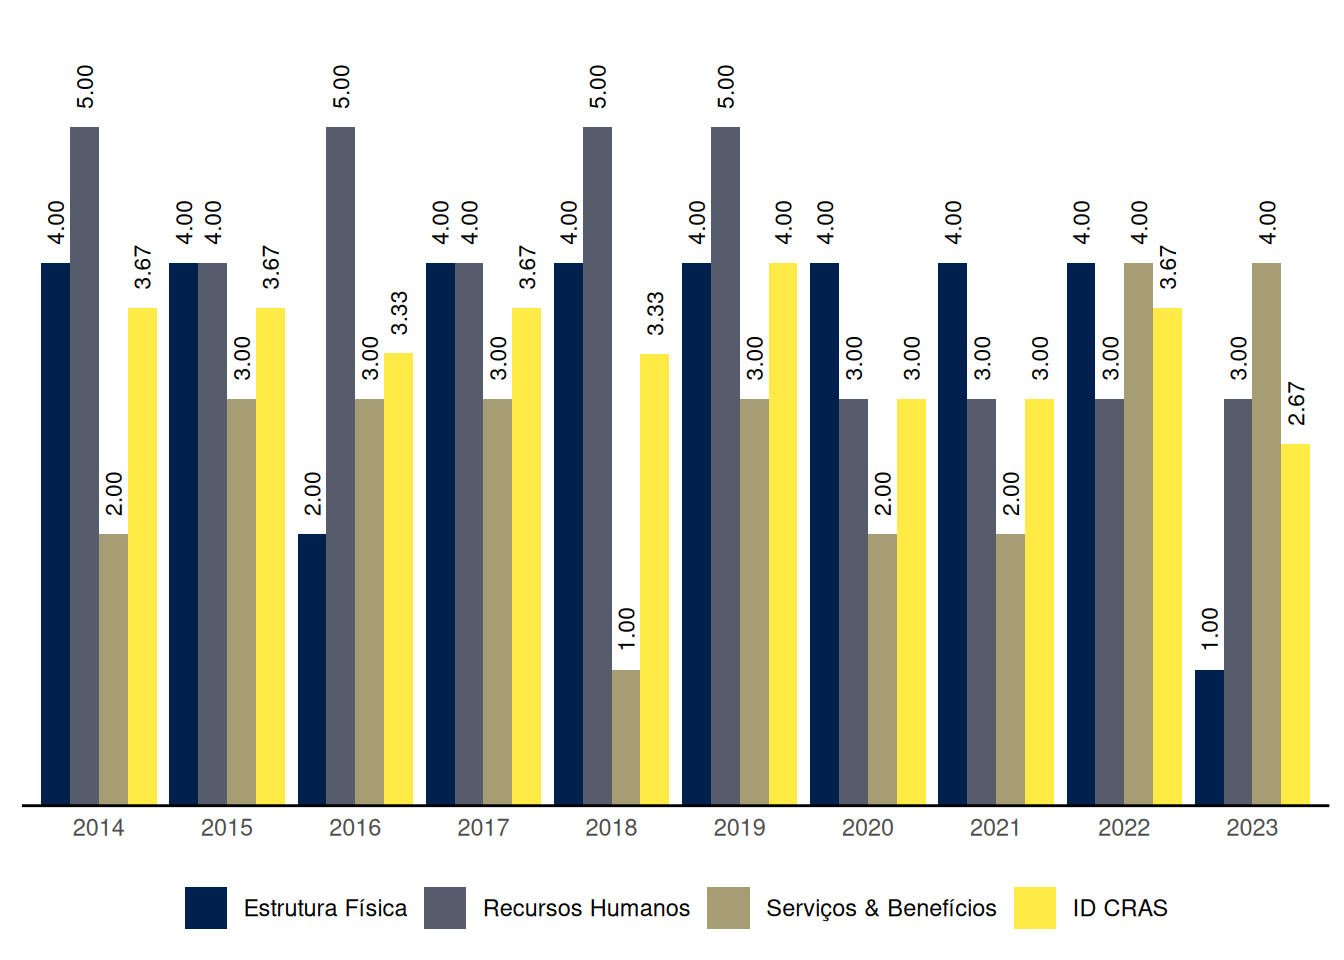 4.00 5.00 2.00 3.67
4.00 4.00 3.00 3.67
2.00 5.00 3.00 3.33
4.00 4.00 3.00 3.67
4.00 5.00 1.00 3.33
4.00 5.00 3.00 4.00
4.00 3.00 2.00 3.00
4.00 3.00 2.00 3.00
4.00 3.00 4.00 3.67
1.00 3.00 4.00 2.67
2014 2015 2016 2017 2018 2019 2020 2021 2022 2023
Estrutura Física Recursos Humanos Serviços & Benefícios ID CRAS